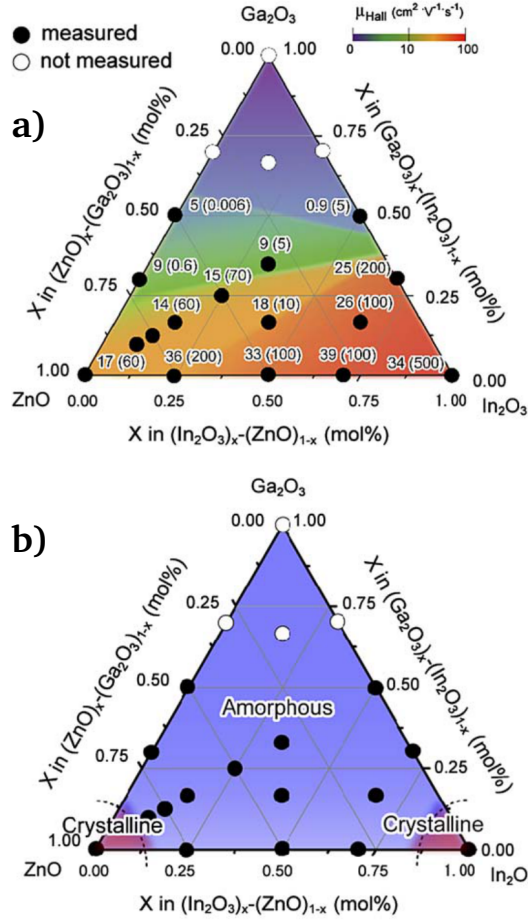 ● measured
○ not measured
μHall (cm² ·V⁻¹·s⁻¹)
0 10 100
a)
Ga₂O₃
0.00 1.00
X in (ZnO)ₓ-(Ga₂O₃)₁₋ₓ (mol%)
X in (Ga₂O₃)ₓ-(In₂O₃)₁₋ₓ (mol%)
0.25 0.75
0.50 5 (0.006) 0.9 (5) 0.50
9 (5)
0.75 9 (0.6) 15 (70) 25 (200) 0.25
14 (60) 18 (10) 26 (100)
1.00 17 (60) 36 (200) 33 (100) 39 (100) 34 (500) 0.00
ZnO 0.00 0.25 0.50 0.75 1.00 In₂O₃
X in (In₂O₃)ₓ-(ZnO)₁₋ₓ (mol%)
b)
Ga₂O₃
0.00 1.00
X in (ZnO)ₓ-(Ga₂O₃)₁₋ₓ (mol%)
X in (Ga₂O₃)ₓ-(In₂O₃)₁₋ₓ (mol%)
0.25 0.75
0.50 0.50
Amorphous
0.75 0.25
Crystalline Crystalline
1.00 0.00
ZnO 0.00 0.25 0.50 0.75 1.00 In₂O
X in (In₂O₃)ₓ-(ZnO)₁₋ₓ (mol%)